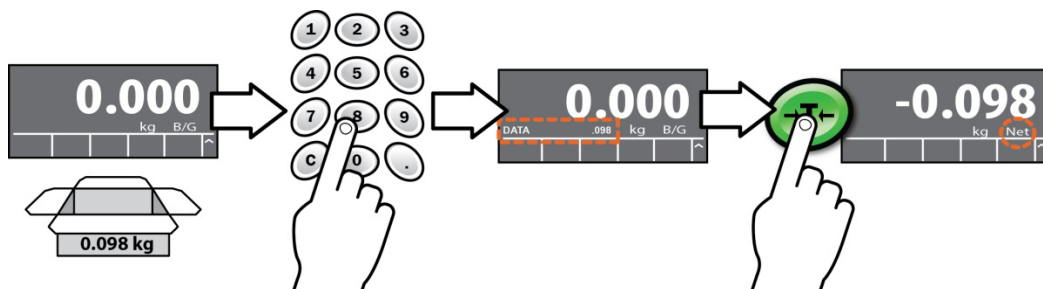 0.000
kg B/G
0.098 kg
1 2 3
4 5 6
7 8 9
C 0 .
0.000
DATA .098 kg B/G
T
-0.098
kg Net